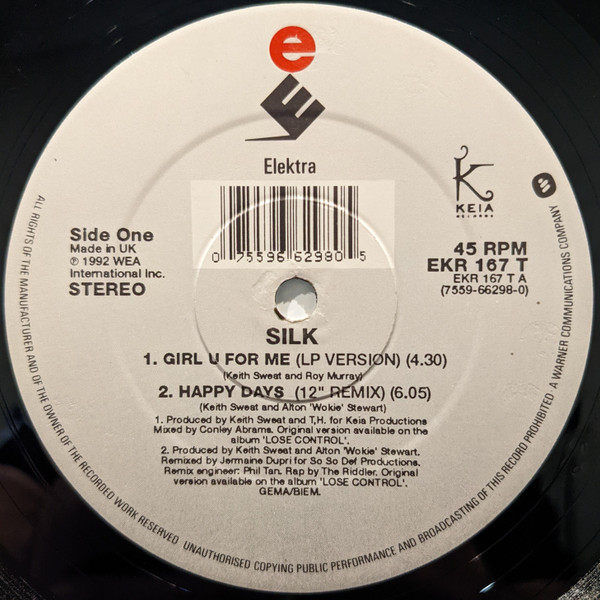 e
Elektra
K
KEIA
RECORDS
0 75596 62980 5
Side One
Made in UK
℗ 1992 WEA
International Inc.
STEREO
45 RPM
EKR 167 T
EKR 167 T A
(7559-66298-0)
SILK
1. GIRL U FOR ME (LP VERSION) (4.30)
(Keith Sweat and Roy Murray)
2. HAPPY DAYS (12" REMIX) (6.05)
(Keith Sweat and Alton 'Wokie' Stewart)
1. Produced by Keith Sweat and T,H. for Keia Productions
Mixed by Conley Abrams. Original version available on the
album 'LOSE CONTROL'.
2. Produced by Keith Sweat and Alton 'Wokie' Stewart.
Remixed by Jermaine Dupri for So So Def Productions.
Remix engineer: Phil Tan. Rap by The Riddler. Original
version available on the album 'LOSE CONTROL'.
GEMA/BIEM.
ALL RIGHTS OF THE MANUFACTURER AND OF THE OWNER OF THE RECORDED WORK RESERVED UNAUTHORISED COPYING PUBLIC PERFORMANCE AND BROADCASTING OF THIS RECORD PROHIBITED A WARNER COMMUNICATIONS COMPANY